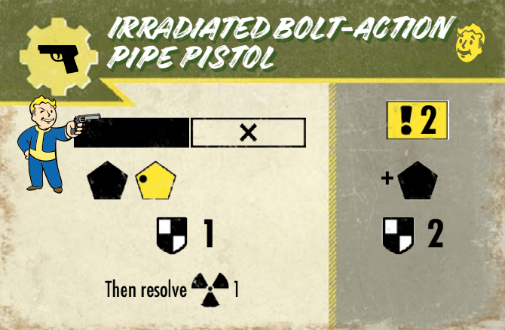 IRRADIATED BOLT-ACTION
PIPE PISTOL
×
! 2
+
1
2
Then resolve 1